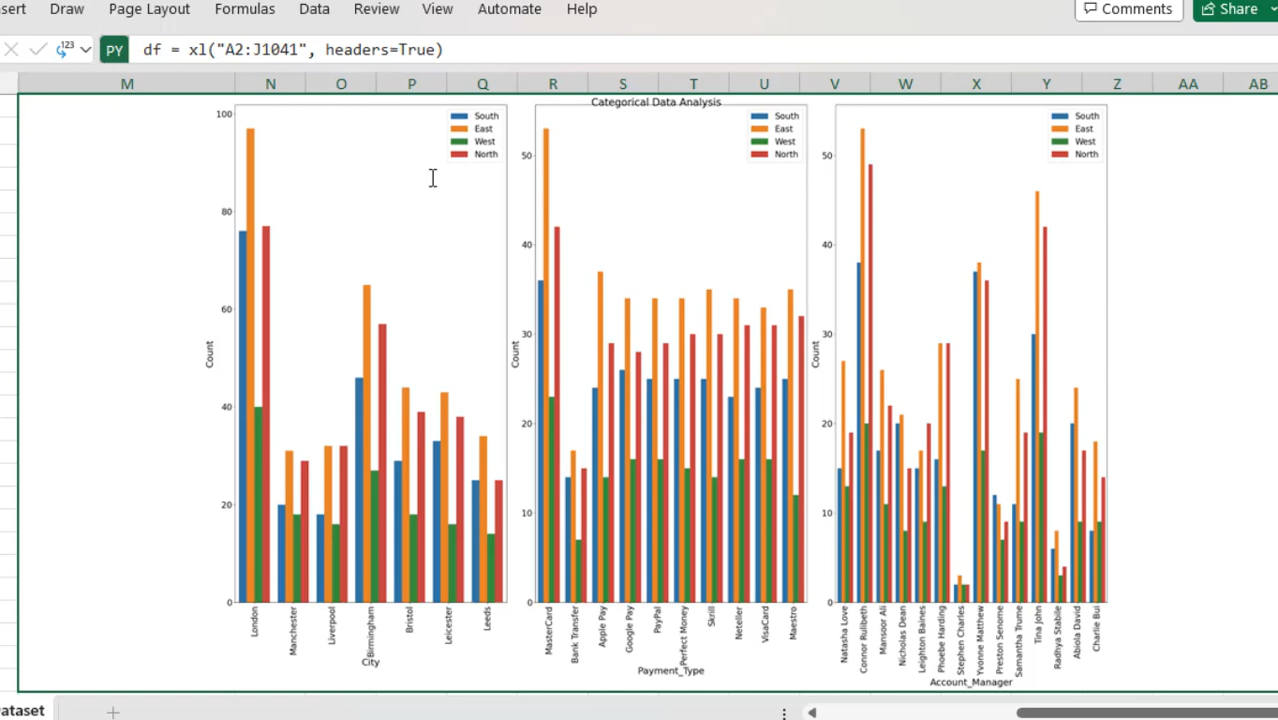 sert Draw Page Layout Formulas Data Review View Automate Help Comments Share
123 PY df = xl("A2:J1041", headers=True)
M N O P Q R S T U V W X Y Z AA AB
Categorical Data Analysis
100
80
60
40
20
0
Count
South
East
West
North
London
Manchester
Liverpool
Birmingham
Bristol
Leicester
Leeds
City
50
40
30
20
10
0
Count
South
East
West
North
MasterCard
Bank Transfer
Apple Pay
Google Pay
PayPal
Perfect Money
Skrill
Neteller
VisaCard
Maestro
Payment_Type
50
40
30
20
10
0
Count
South
East
West
North
Natasha Love
Connor Rulibeth
Mansoor Ali
Nicholas Dean
Leighton Baines
Phoebe Harding
Stephen Charles
Yvonne Matthew
Preston Senome
Samantha Trume
Tina John
Radhya Stabile
Abiola David
Charlie Bui
Account_Manager
ataset